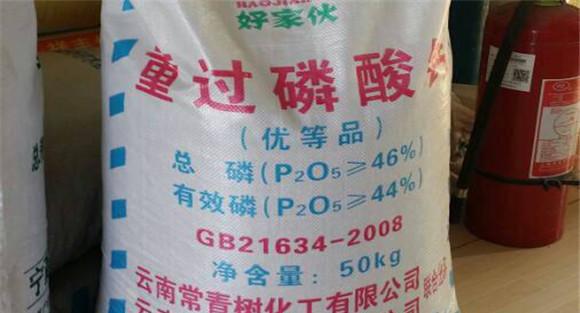 好家伙
重过磷酸
(优等品)
总 磷(P₂O₅≥46%)
有效磷(P₂O₅≥44%)
GB21634-2008
净含量: 50kg
云南常青树化工有限公司